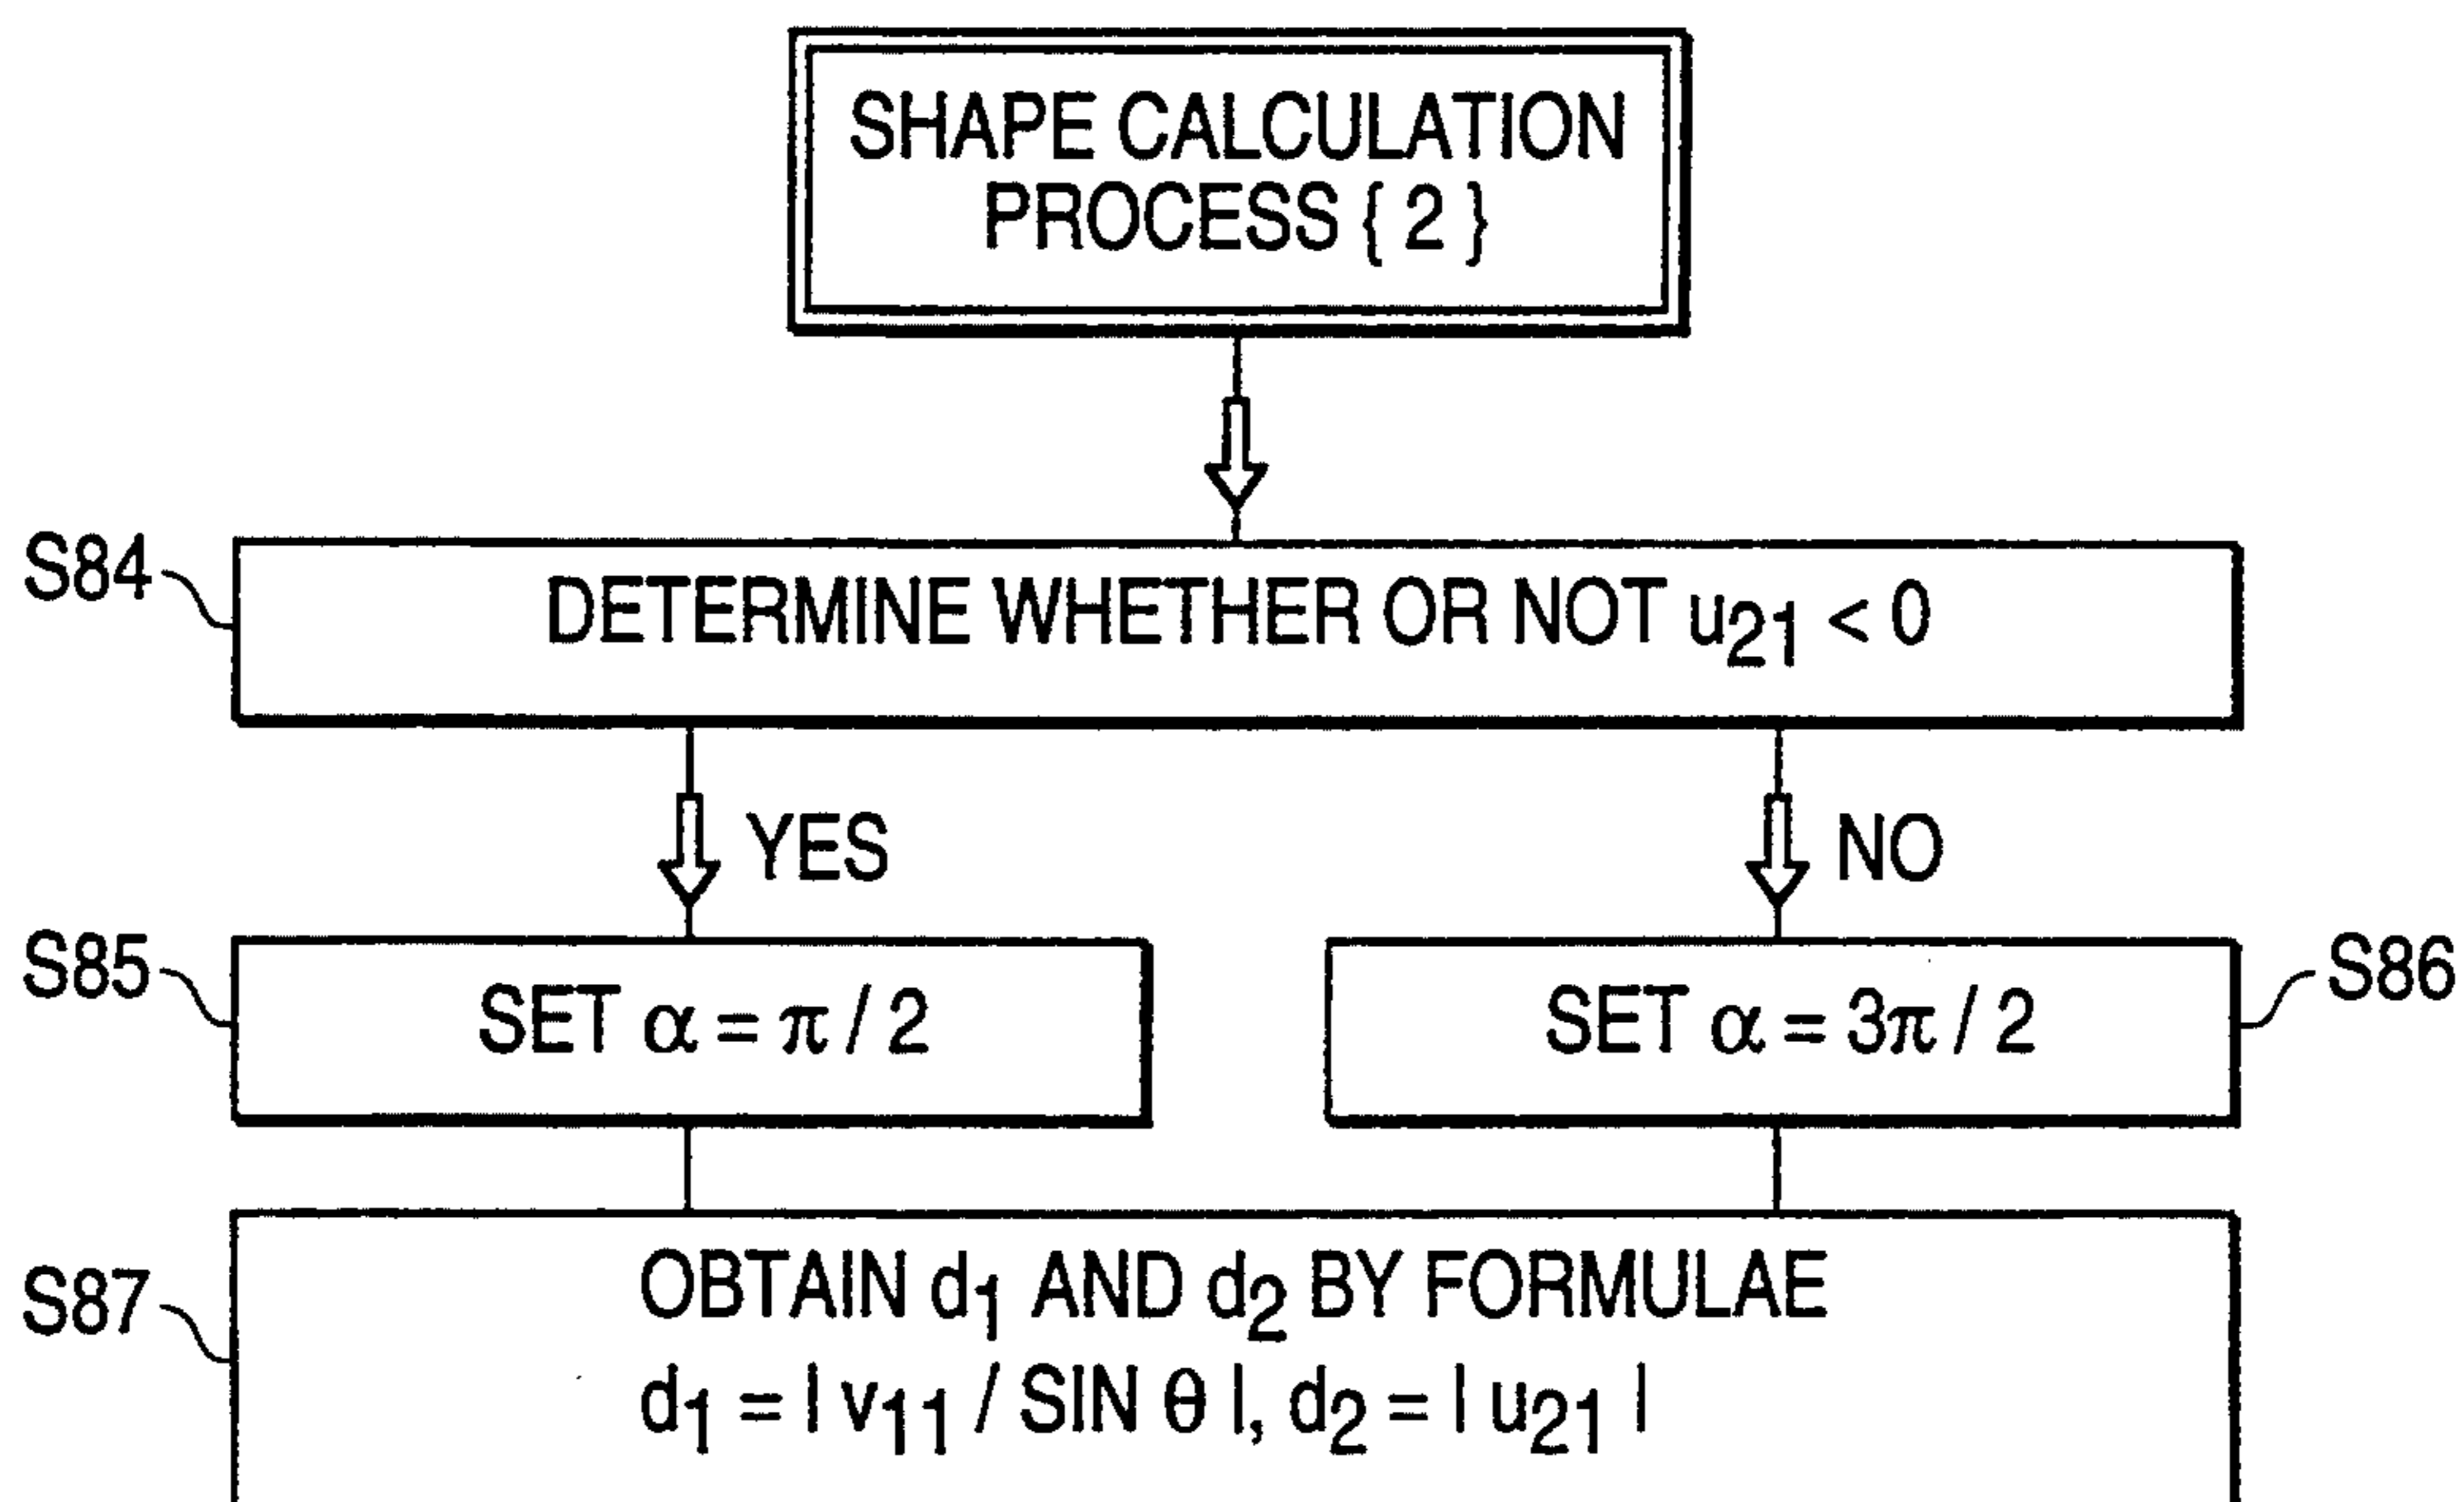 SHAPE CALCULATION
PROCESS { 2 }
S84
DETERMINE WHETHER OR NOT u₂₁ < 0
YES
NO
S85
SET α = π / 2
SET α = 3π / 2
S86
S87
OBTAIN d₁ AND d₂ BY FORMULAE
d₁ = | v₁₁ / SIN θ |, d₂ = | u₂₁ |